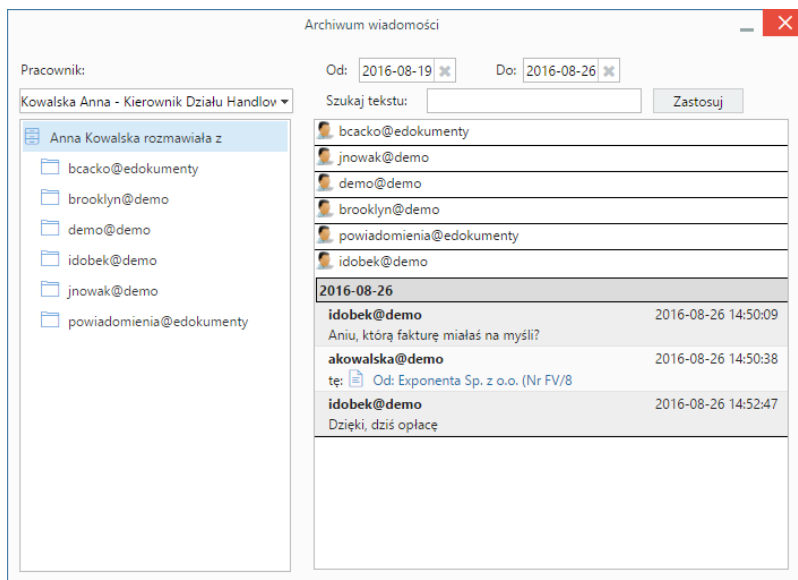 Archiwum wiadomości
Pracownik:
Od: 2016-08-19 Do: 2016-08-26
Kowalska Anna - Kierownik Działu Handlov
Szukaj tekstu: Zastosuj
Anna Kowalska rozmawiała z
bcacko@edokumenty
brooklyn@demo
demo@demo
idobek@demo
jnowak@demo
powiadomienia@edokumenty
bcacko@edokumenty
jnowak@demo
demo@demo
brooklyn@demo
powiadomienia@edokumenty
idobek@demo
2016-08-26
idobek@demo 2016-08-26 14:50:09
Aniu, którą fakturę miałaś na myśli?
akowalska@demo 2016-08-26 14:50:38
tę: Od: Exponenta Sp. z o.o. (Nr FV/8
idobek@demo 2016-08-26 14:52:47
Dzięki, dziś opłacę